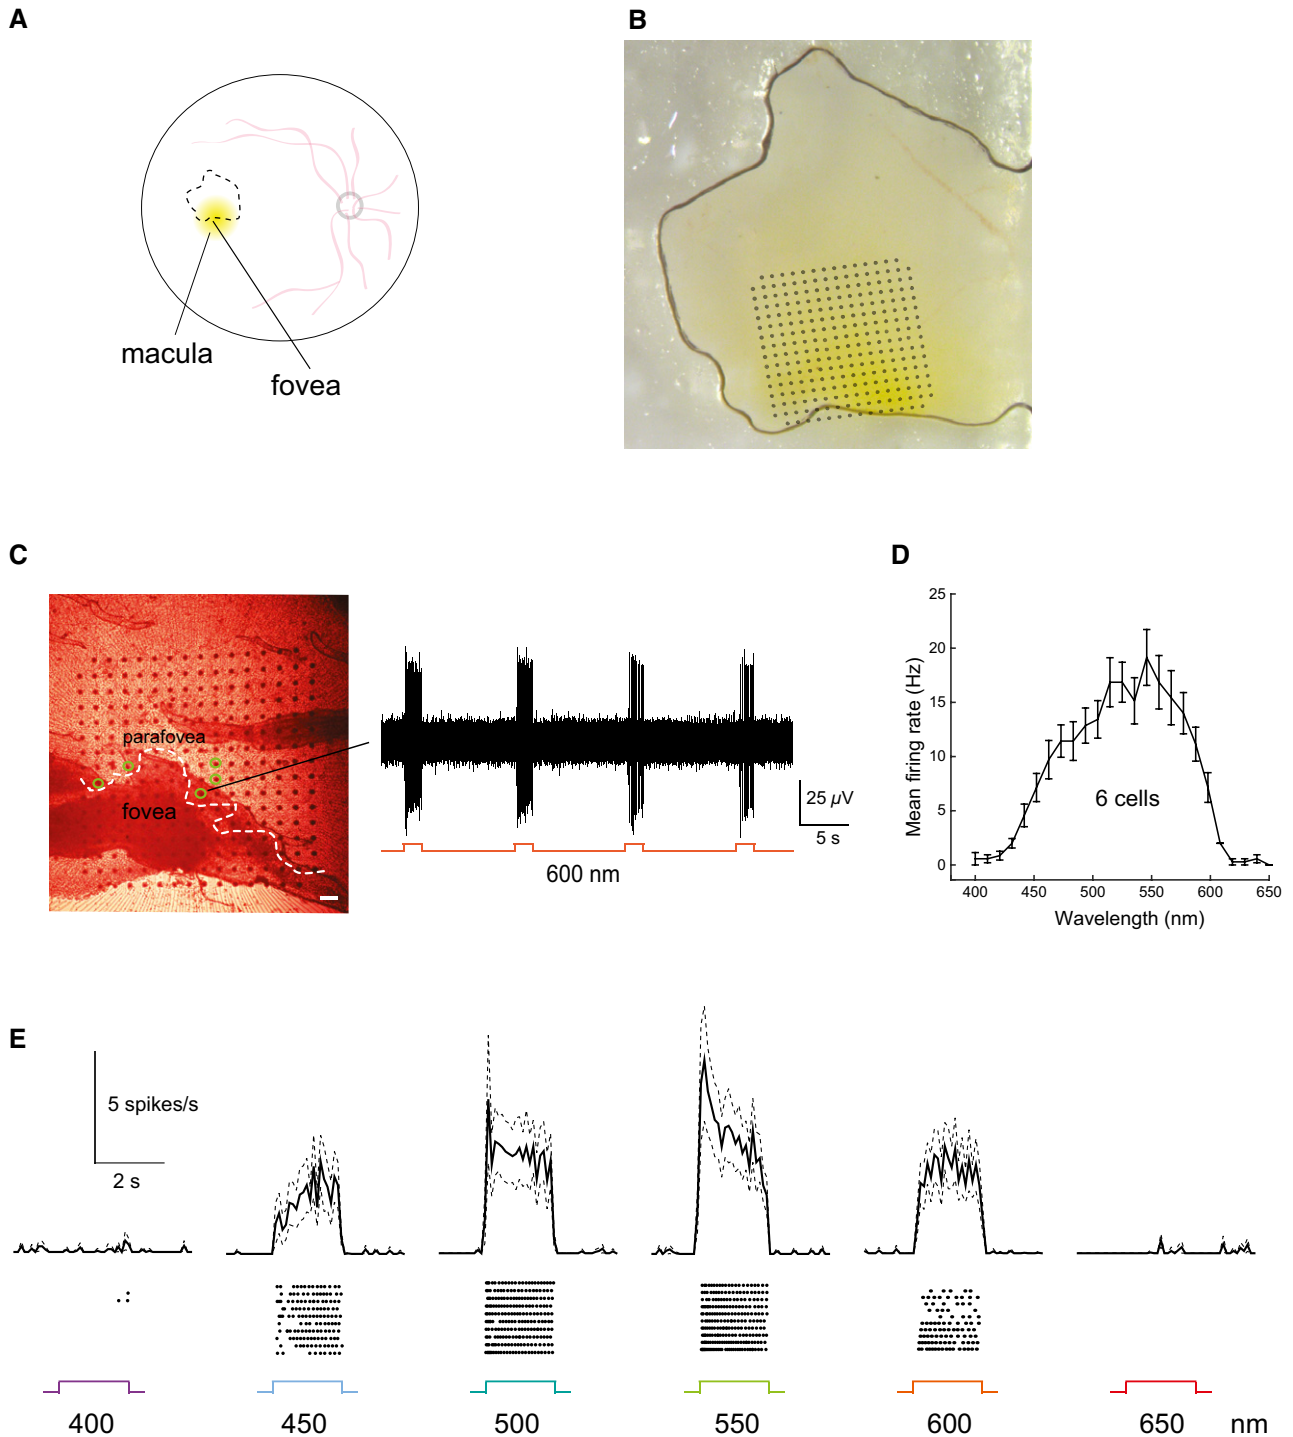 A
macula
fovea
B
C
parafovea
fovea
25 µV
5 s
600 nm
D
25
20
15
10
5
0
Mean firing rate (Hz)
6 cells
400 450 500 550 600 650
Wavelength (nm)
E
5 spikes/s
2 s
400 450 500 550 600 650 nm